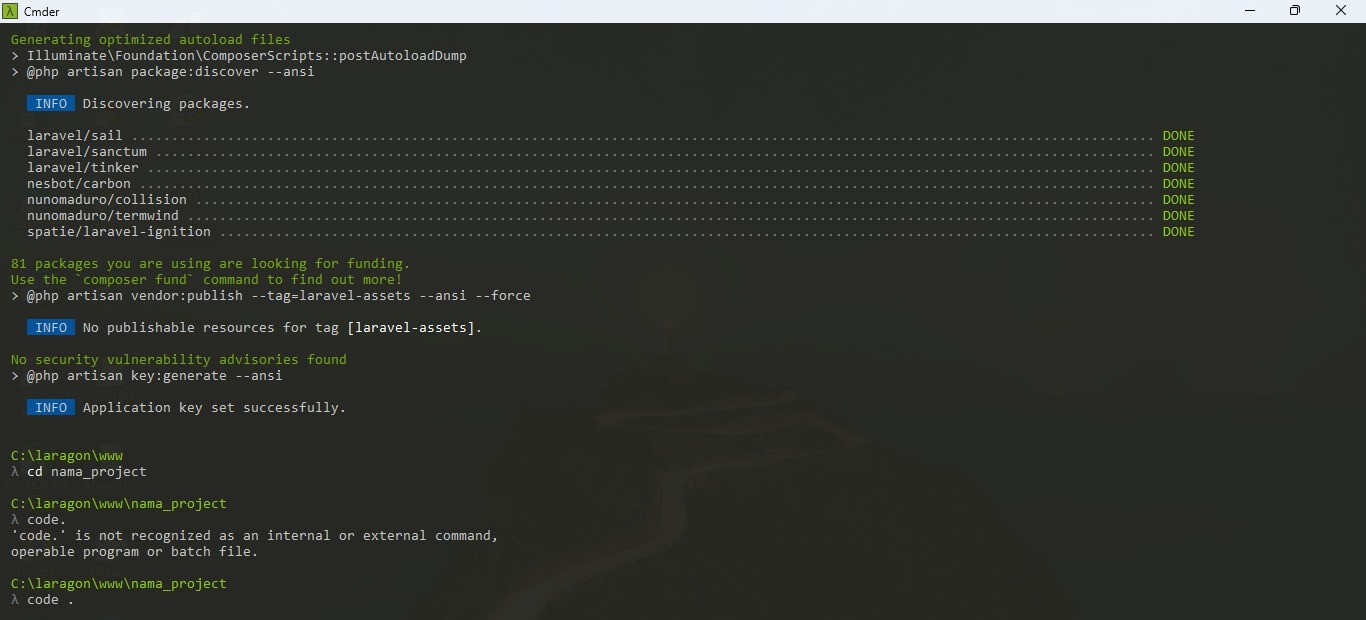 λ Cmder
Generating optimized autoload files
> Illuminate\Foundation\ComposerScripts::postAutoloadDump
> @php artisan package:discover --ansi
INFO Discovering packages.
laravel/sail ................................................................................................................................ DONE
laravel/sanctum ............................................................................................................................. DONE
laravel/tinker .............................................................................................................................. DONE
nesbot/carbon ............................................................................................................................... DONE
nunomaduro/collision ........................................................................................................................ DONE
nunomaduro/termwind ......................................................................................................................... DONE
spatie/laravel-ignition ..................................................................................................................... DONE
81 packages you are using are looking for funding.
Use the `composer fund` command to find out more!
> @php artisan vendor:publish --tag=laravel-assets --ansi --force
INFO No publishable resources for tag [laravel-assets].
No security vulnerability advisories found
> @php artisan key:generate --ansi
INFO Application key set successfully.
C:\laragon\www
λ cd nama_project
C:\laragon\www\nama_project
λ code.
'code.' is not recognized as an internal or external command,
operable program or batch file.
C:\laragon\www\nama_project
λ code .